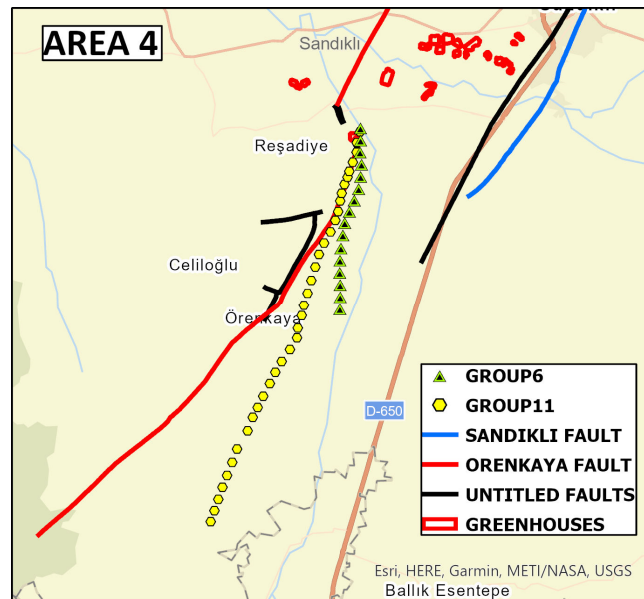 AREA 4
Sandıklı
Reşadiye
Celiloğlu
Örenkaya
D-650
GROUP6
GROUP11
SANDIKLI FAULT
ORENKAYA FAULT
UNTITLED FAULTS
GREENHOUSES
Esri, HERE, Garmin, METI/NASA, USGS
Ballık Esentepe